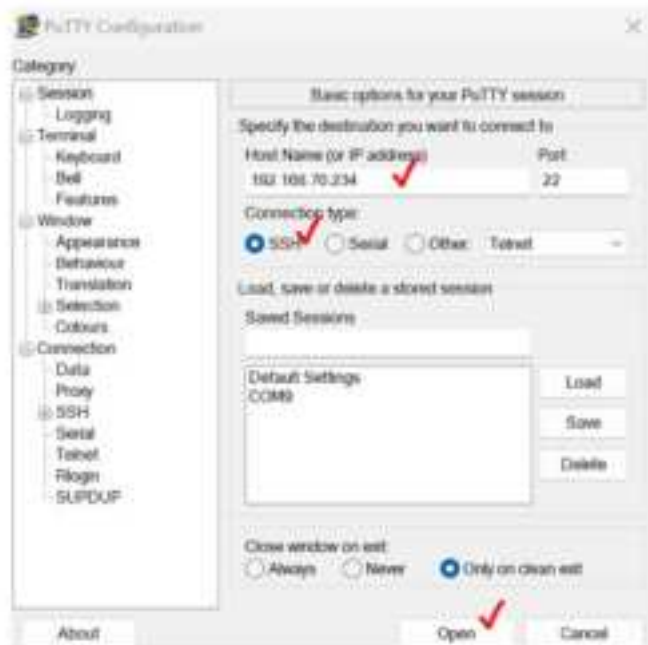 PuTTY Configuration
Category
Session
Logging
Terminal
Keyboard
Bell
Features
Window
Appearance
Behaviour
Translation
Selection
Colours
Connection
Data
Proxy
SSH
Serial
Telnet
Rlogin
SUPDUP
Basic options for your PuTTY session
Specify the destination you want to connect to
Host Name (or IP address) Port
192.168.70.234 22
Connection type:
SSH Serial Other: Telnet
Load, save or delete a stored session
Saved Sessions
Default Settings
COM9
Load
Save
Delete
Close window on exit:
Always Never Only on clean exit
About Open Cancel